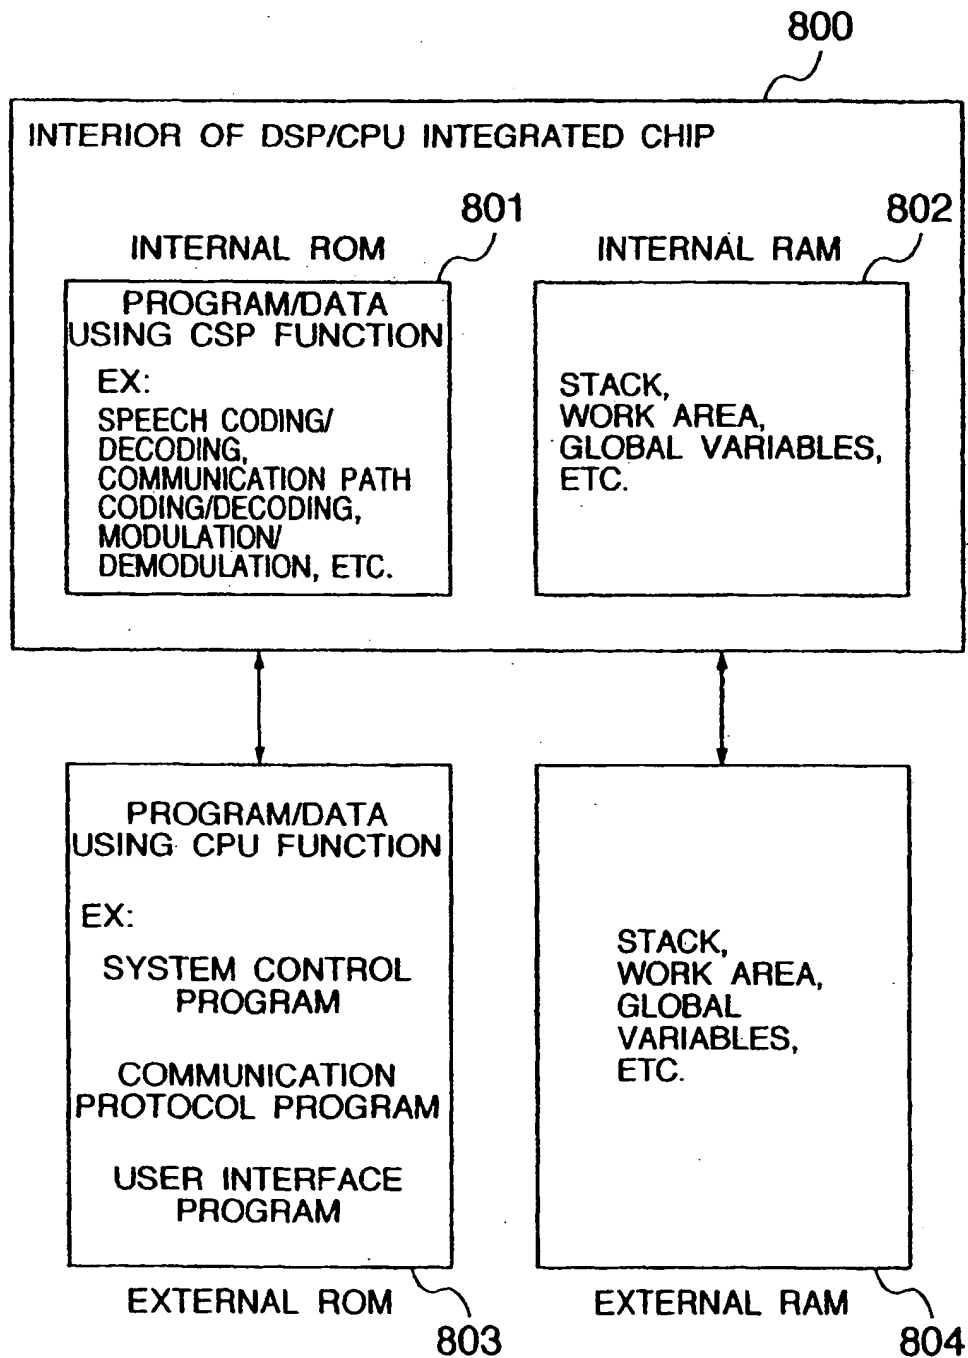 800
INTERIOR OF DSP/CPU INTEGRATED CHIP
801
INTERNAL ROM
PROGRAM/DATA
USING CSP FUNCTION
EX:
SPEECH CODING/
DECODING,
COMMUNICATION PATH
CODING/DECODING,
MODULATION/
DEMODULATION, ETC.
802
INTERNAL RAM
STACK,
WORK AREA,
GLOBAL VARIABLES,
ETC.
PROGRAM/DATA
USING CPU FUNCTION
EX:
SYSTEM CONTROL
PROGRAM
COMMUNICATION
PROTOCOL PROGRAM
USER INTERFACE
PROGRAM
EXTERNAL ROM
803
STACK,
WORK AREA,
GLOBAL
VARIABLES,
ETC.
EXTERNAL RAM
804